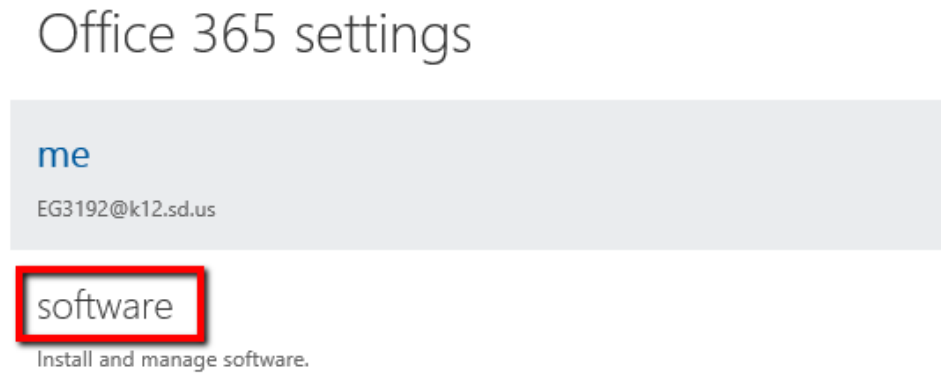 Office 365 settings
me
EG3192@k12.sd.us
software
Install and manage software.